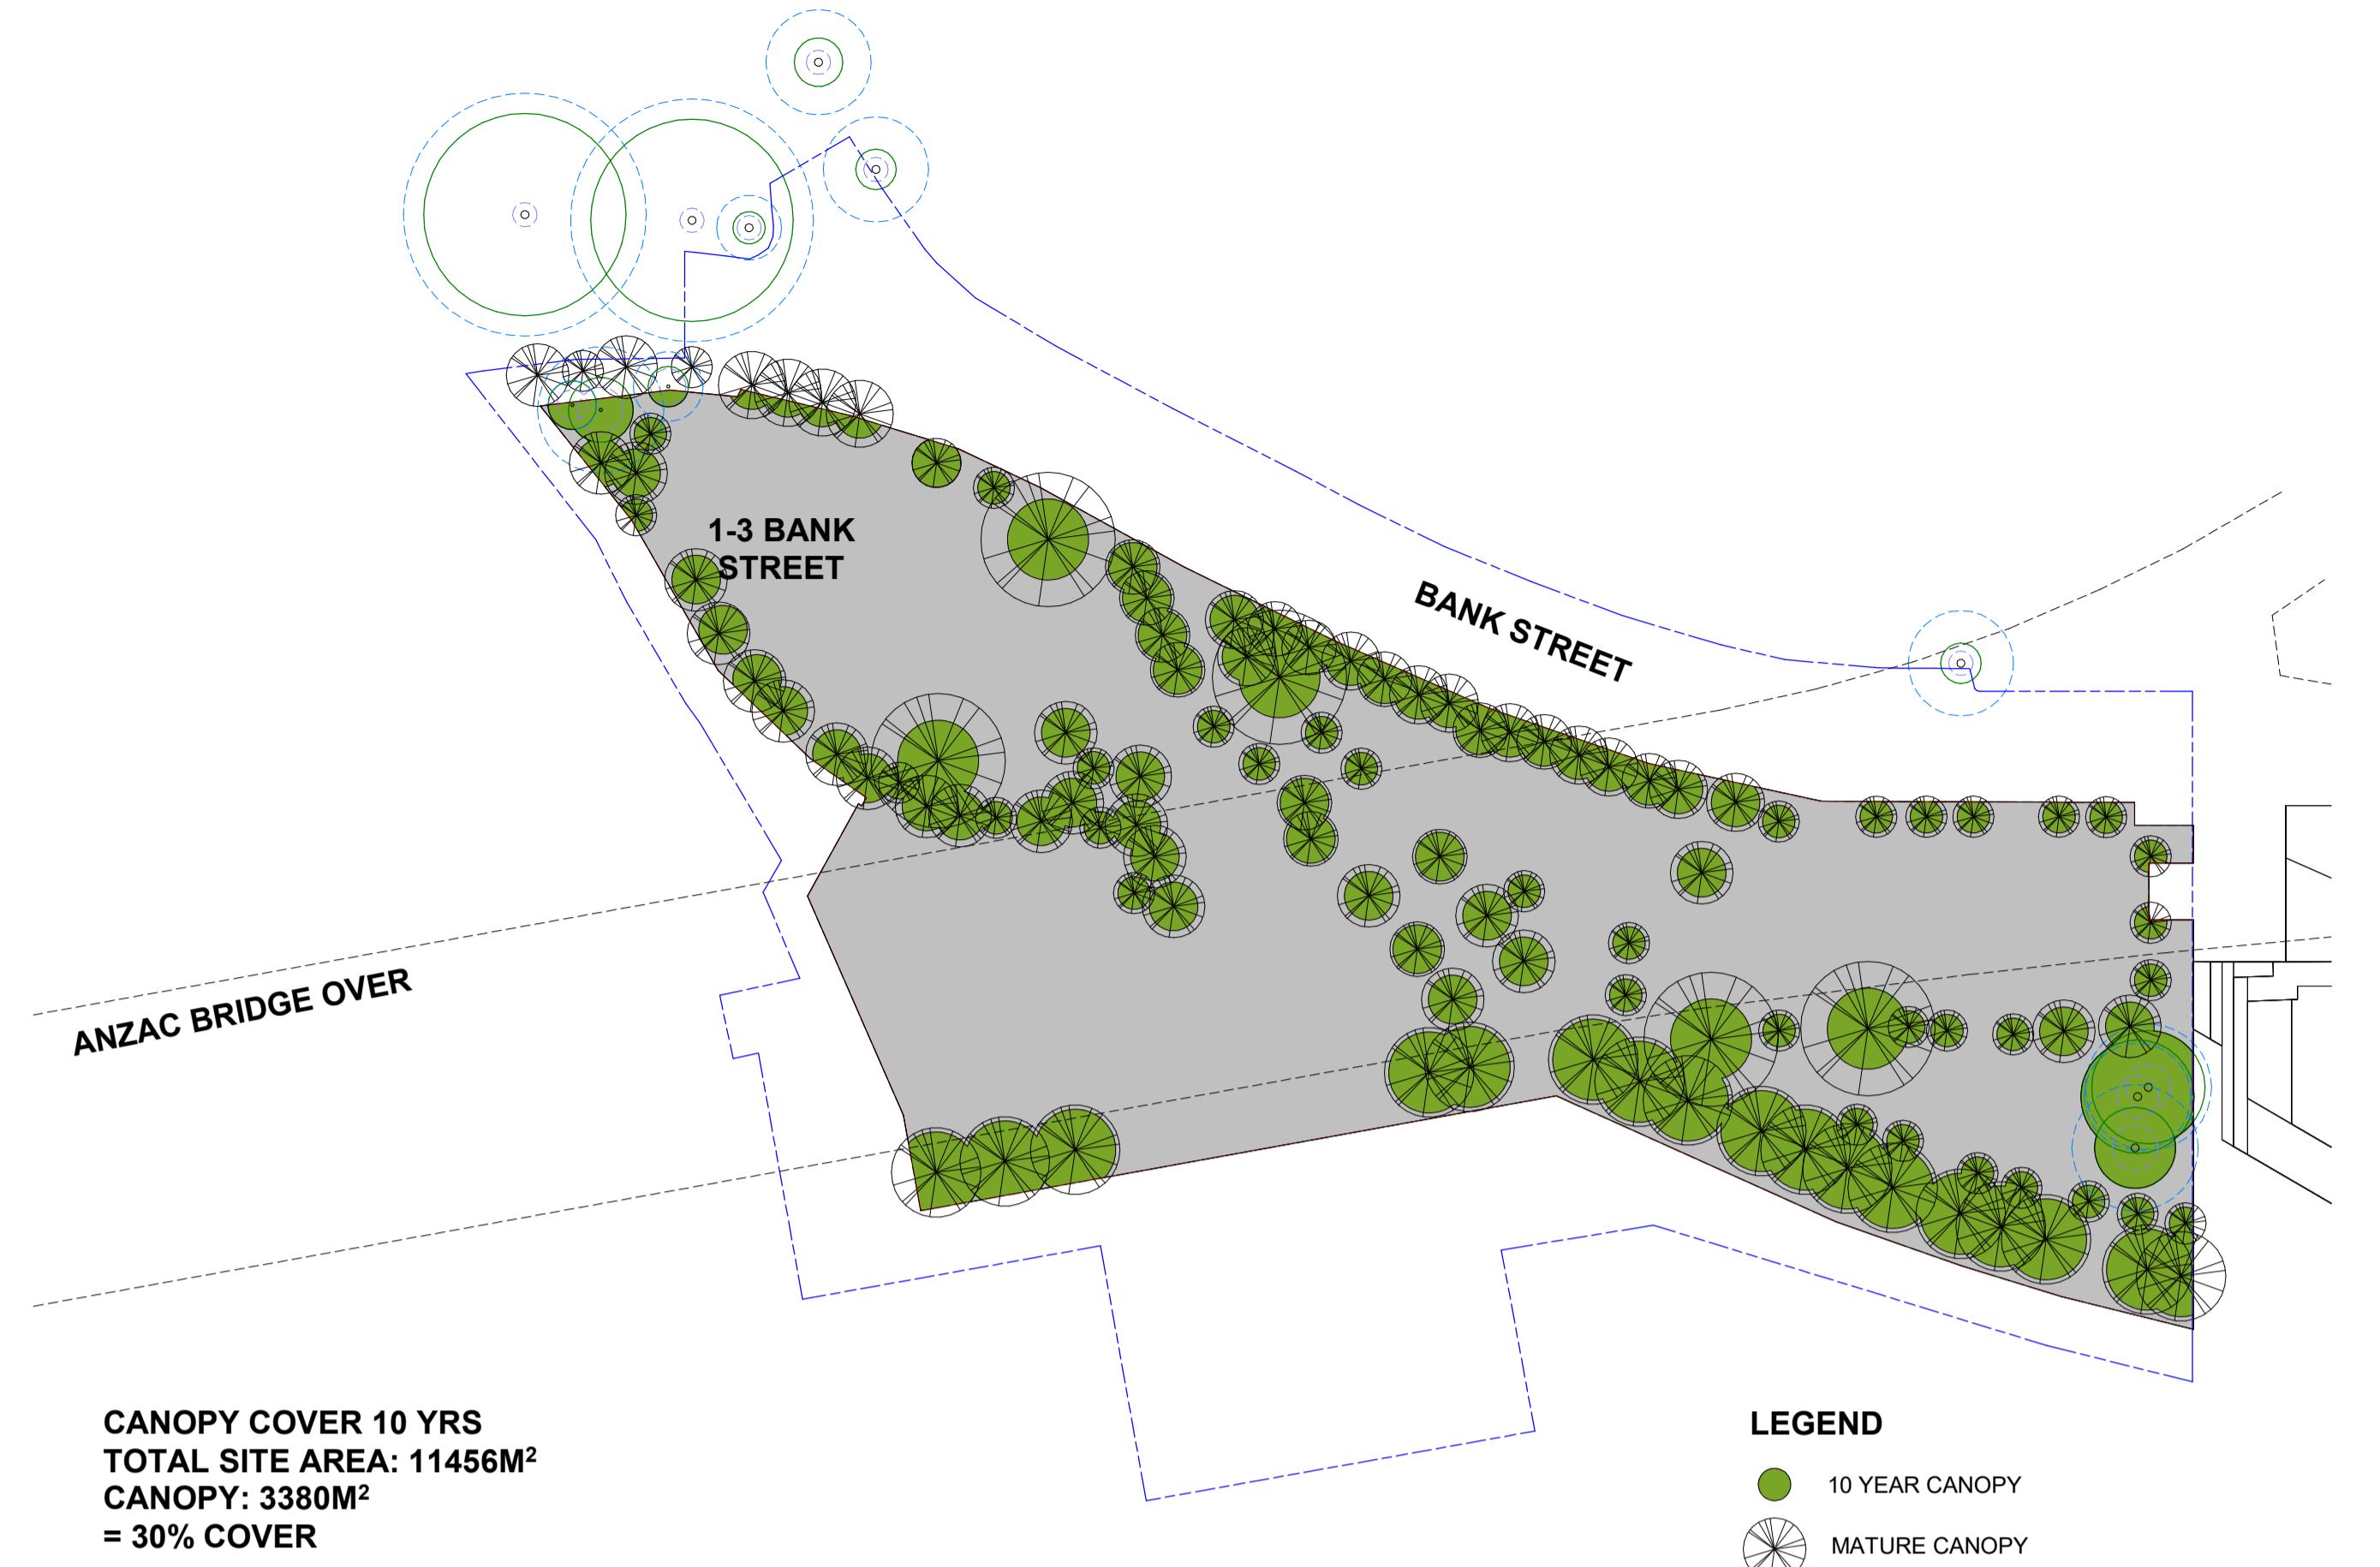 1-3 BANK
STREET
BANK STREET
ANZAC BRIDGE OVER
CANOPY COVER 10 YRS
TOTAL SITE AREA: 11456M²
CANOPY: 3380M²
= 30% COVER
LEGEND
10 YEAR CANOPY
MATURE CANOPY